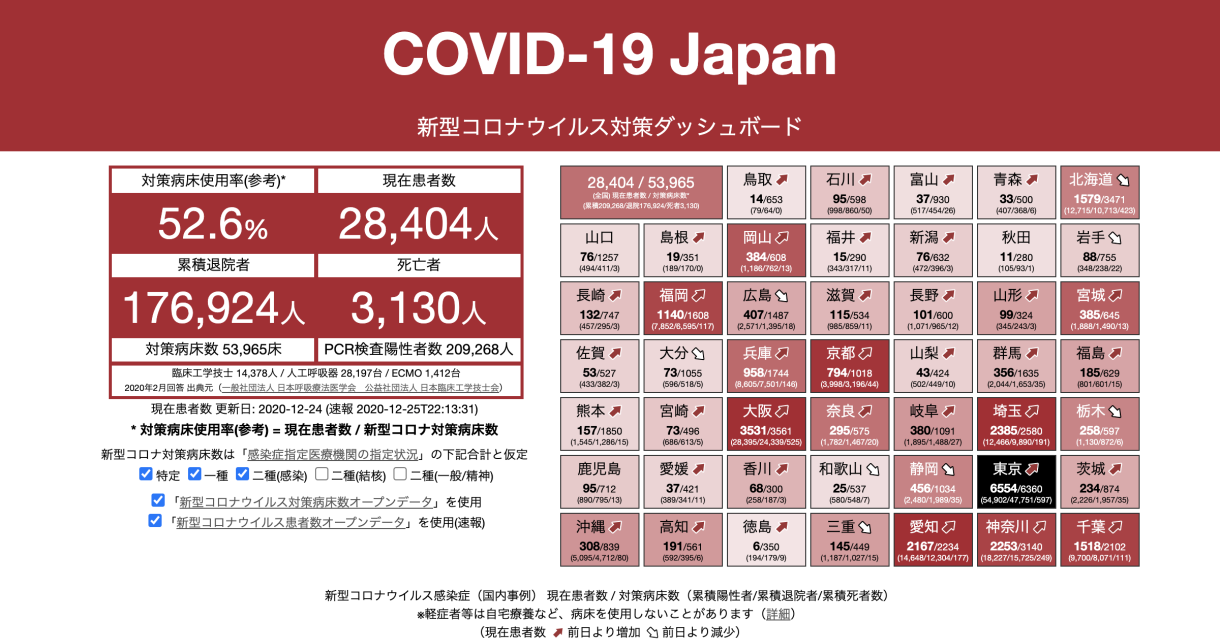 COVID-19 Japan
新型コロナウイルス対策ダッシュボード
対策病床使用率(参考)* 現在患者数
52.6% 28,404人
累積退院者 死亡者
176,924人 3,130人
対策病床数 53,965床 PCR検査陽性者数 209,268人
臨床工学技士 14,378人 / 人工呼吸器 28,197台 / ECMO 1,412台
2020年2月回答 出典元（一般社団法人 日本呼吸療法医学会　公益社団法人 日本臨床工学技士会）
現在患者数 更新日: 2020-12-24 (速報 2020-12-25T22:13:31)
* 対策病床使用率(参考) = 現在患者数 / 新型コロナ対策病床数
新型コロナ対策病床数は「感染症指定医療機関の指定状況」の下記合計と仮定
特定 一種 二種(感染) 二種(結核) 二種(一般/精神)
「新型コロナウイルス対策病床数オープンデータ」を使用
「新型コロナウイルス患者数オープンデータ」を使用(速報)
28,404 / 53,965
(全国) 現在患者数 / 対策病床数*
(累積209,268/退院176,924/死者3,130)
鳥取 石川 富山 青森 北海道
14/653 95/598 37/930 33/500 1579/3471
(79/64/0) (998/860/50) (517/454/26) (407/368/6) (12,715/10,713/423)
山口 島根 岡山 福井 新潟 秋田 岩手
76/1257 19/351 384/608 15/290 76/632 11/280 88/755
(494/411/3) (189/170/0) (1,186/762/13) (343/317/11) (472/396/3) (105/93/1) (348/238/22)
長崎 福岡 広島 滋賀 長野 山形 宮城
132/747 1140/1608 407/1487 115/534 101/600 99/324 385/645
(457/295/3) (7,852/6,595/117) (2,571/1,395/18) (985/859/11) (1,071/965/12) (345/243/3) (1,888/1,490/13)
佐賀 大分 兵庫 京都 山梨 群馬 福島
53/527 73/1055 958/1744 794/1018 43/424 356/1635 185/629
(433/382/3) (596/518/5) (8,605/7,501/146) (3,998/3,196/44) (502/449/10) (2,044/1,653/35) (801/601/15)
熊本 宮崎 大阪 奈良 岐阜 埼玉 栃木
157/1850 73/496 3531/3561 295/575 380/1091 2385/2580 258/597
(1,545/1,286/15) (686/613/5) (28,395/24,339/525) (1,782/1,467/20) (1,895/1,488/27) (12,466/9,890/191) (1,130/872/6)
鹿児島 愛媛 香川 和歌山 静岡 東京 茨城
95/712 37/421 68/300 25/537 456/1034 6554/6360 234/874
(890/795/13) (389/341/11) (258/187/3) (580/548/7) (2,480/1,989/35) (54,902/47,751/597) (2,226/1,957/35)
沖縄 高知 徳島 三重 愛知 神奈川 千葉
308/839 191/561 6/350 145/449 2167/2234 2253/3140 1518/2102
(5,095/4,712/80) (592/395/6) (194/179/9) (1,187/1,027/15) (14,648/12,304/177) (18,227/15,725/249) (9,700/8,071/111)
新型コロナウイルス感染症（国内事例） 現在患者数 / 対策病床数（累積陽性者/累積退院者/累積死者数）
※軽症者等は自宅療養など、病床を使用しないことがあります（詳細）
（現在患者数 前日より増加 前日より減少）